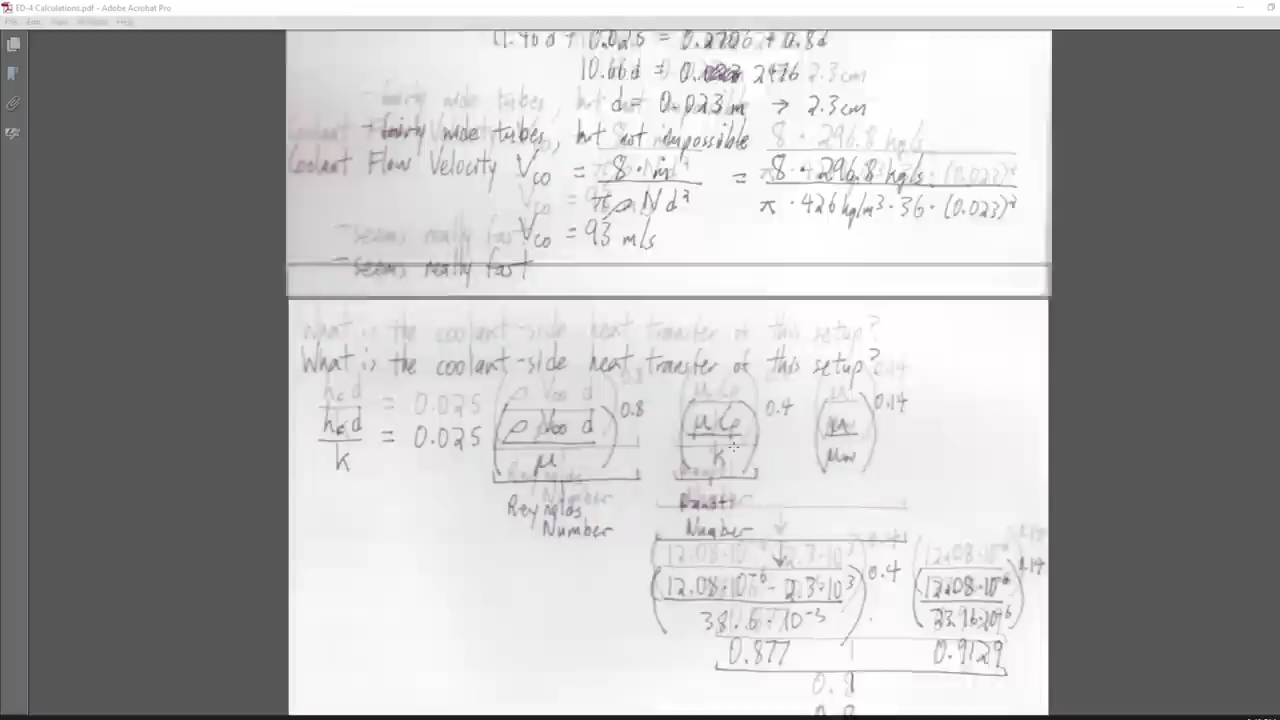 ED-4 Calculations.pdf - Adobe Acrobat Pro
10.66d = 0.2476
d = 0.023 m → 2.3 cm
- fairly wide tubes, but not impossible
Coolant Flow Velocity V_co = 8 · ṁ / π ρ N d² = 8 · 296.8 kg/s / π · 426 kg/m³ · 36 · (0.023)²
V_co = 93 m/s
- seems really fast
What is the coolant-side heat transfer of this setup?
h_c d / k = 0.025 (ρ V_co d / μ)^0.8 (μ C_p / k)^0.4 (μ / μ_w)^0.14
Reynolds Number
Number
(12.08·10^-6 · 2.3·10^3 / 38.6·10^-3)^0.4 (12.08·10^-6 / 23.16·10^-6)^0.14
0.877 0.9129
0.8